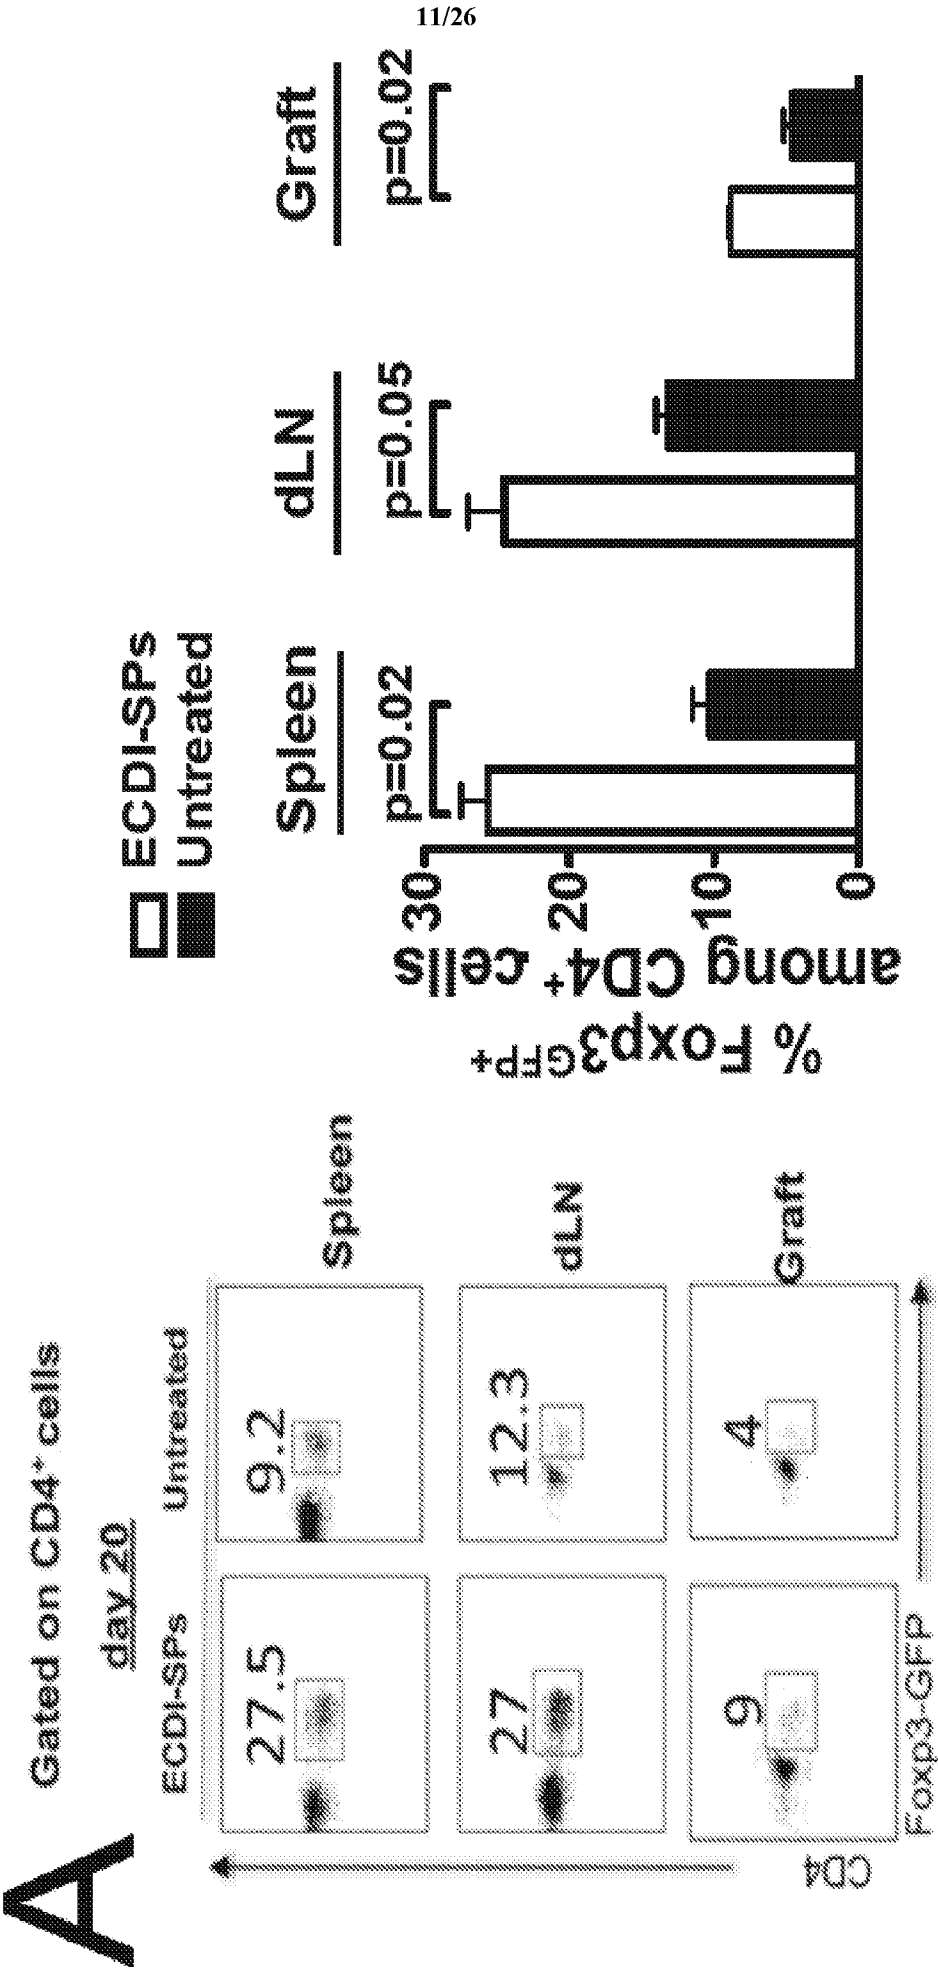 11/26
A
Gated on CD4⁺ cells
day 20
ECDI-SPs
Untreated
27.5
9.2
Spleen
27
12.3
dLN
9
4
Graft
CD4
Foxp3-GFP
ECDI-SPs
Untreated
Spleen
dLN
Graft
p=0.02
p=0.05
p=0.02
% Foxp3GFP+
among CD4⁺ cells
30
20
10
0